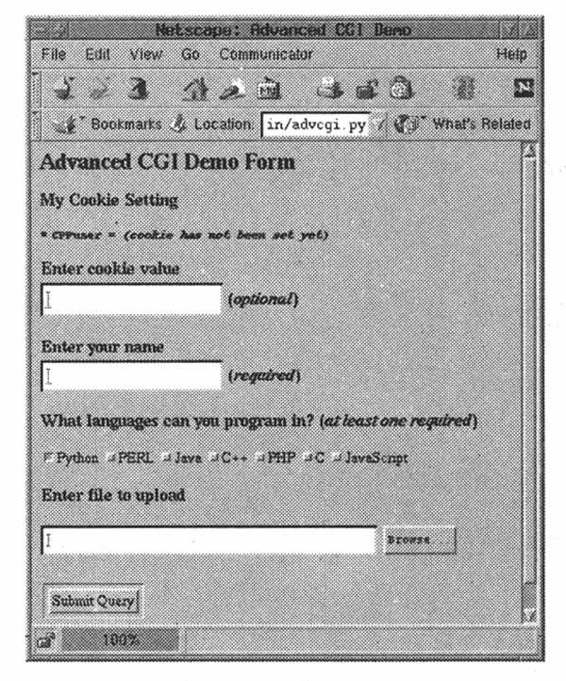 Netscape: Advanced CGI Demo
File Edit View Go Communicator Help
My N
Bookmarks Location: in/advcgi.py What's Related
Advanced CGI Demo Form
My Cookie Setting
* CPPuser = (cookie has not been set yet)
Enter cookie value
(optional)
Enter your name
(required)
What languages can you program in? (at least one required)
Python PERL Java C++ PHP C JavaScript
Enter file to upload
Browse...
Submit Query
100%